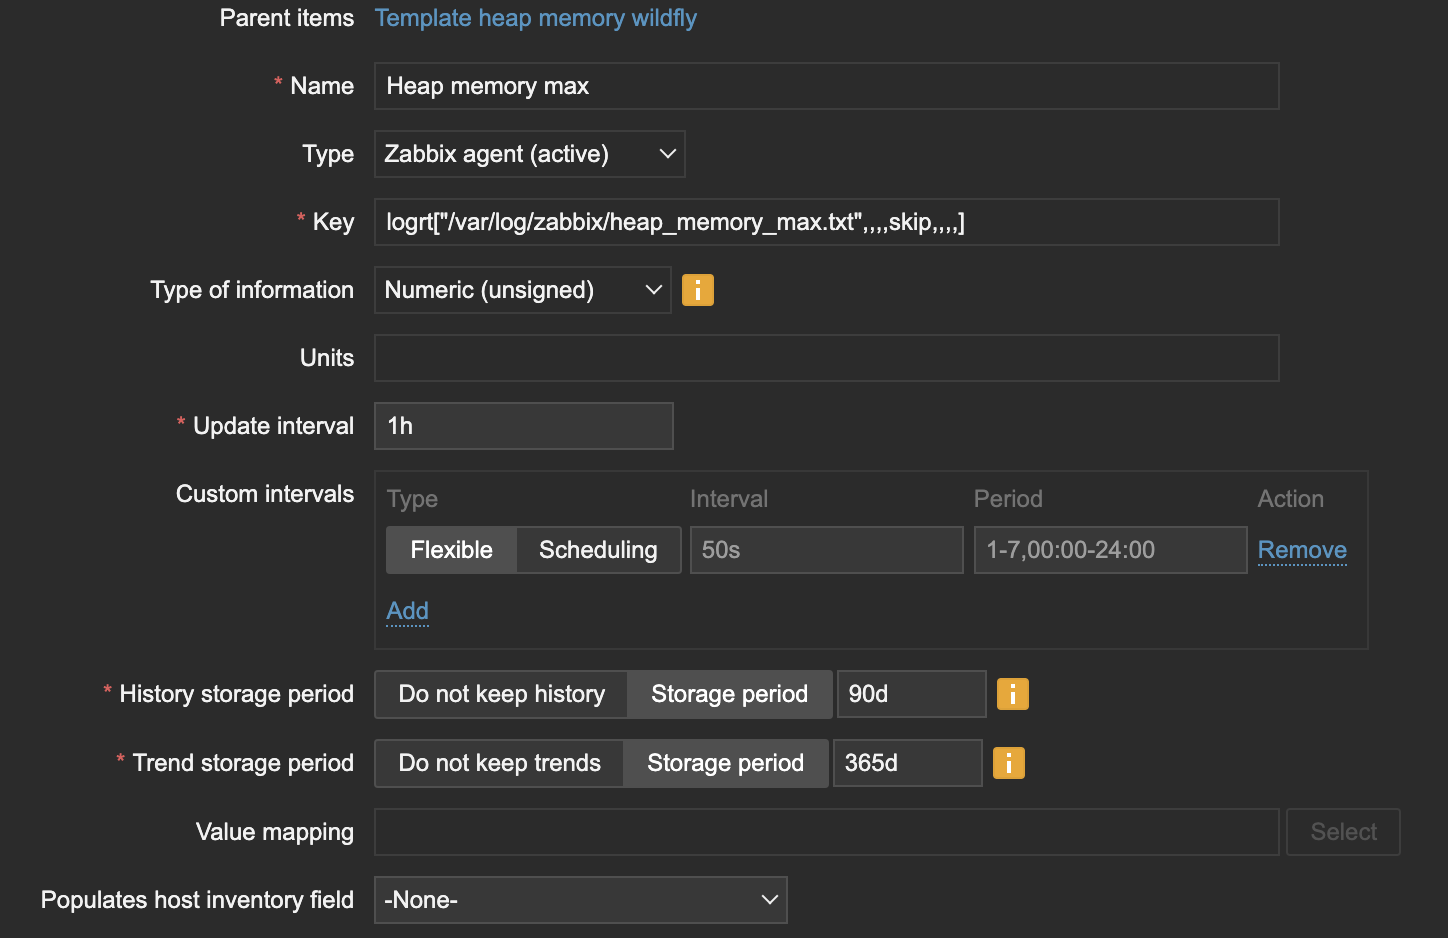 Parent items Template heap memory wildfly
* Name Heap memory max
Type Zabbix agent (active)
* Key logrt["/var/log/zabbix/heap_memory_max.txt",,,,skip,,,,]
Type of information Numeric (unsigned) i
Units
* Update interval 1h
Custom intervals Type Interval Period Action
Flexible Scheduling 50s 1-7,00:00-24:00 Remove
Add
* History storage period Do not keep history Storage period 90d i
* Trend storage period Do not keep trends Storage period 365d i
Value mapping Select
Populates host inventory field -None-